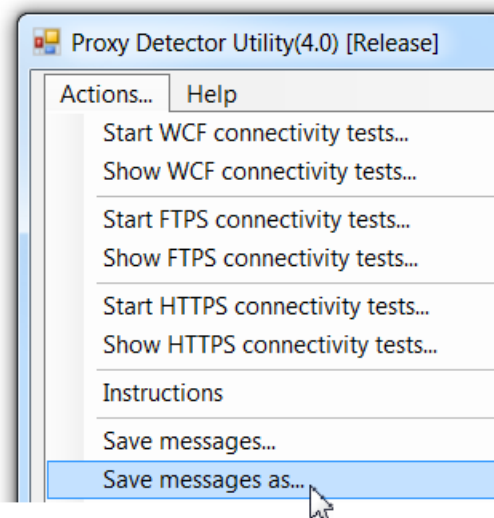 Proxy Detector Utility(4.0) [Release]
Actions... Help
Start WCF connectivity tests...
Show WCF connectivity tests...
Start FTPS connectivity tests...
Show FTPS connectivity tests...
Start HTTPS connectivity tests...
Show HTTPS connectivity tests...
Instructions
Save messages...
Save messages as...